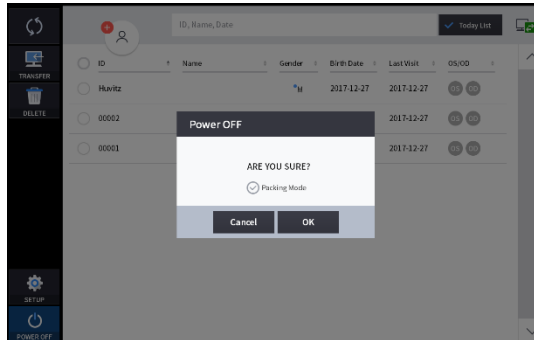 ID, Name, Date
Today List
TRANSFER
DELETE
SETUP
POWER OFF
ID Name Gender Birth Date Last Visit OS/OD
Huvitz M 2017-12-27 2017-12-27 OS OD
00002 2017-12-27 OS OD
00001 2017-12-27 OS OD
Power OFF
ARE YOU SURE?
Packing Mode
Cancel OK